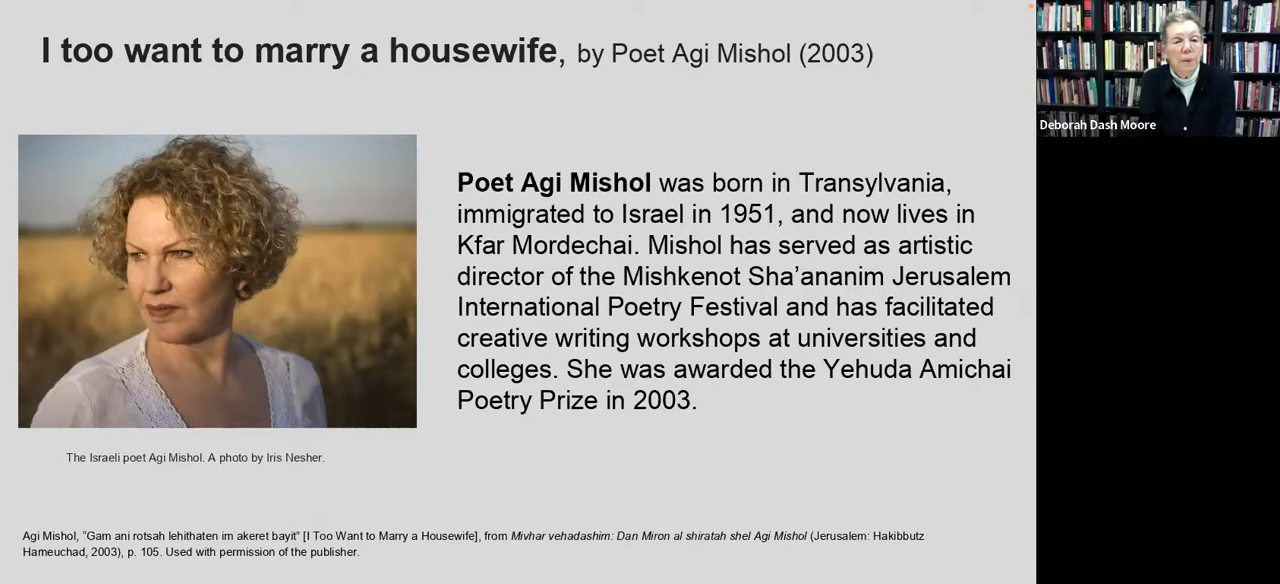 I too want to marry a housewife, by Poet Agi Mishol (2003)
Deborah Dash Moore
Poet Agi Mishol was born in Transylvania,
immigrated to Israel in 1951, and now lives in
Kfar Mordechai. Mishol has served as artistic
director of the Mishkenot Sha’ananim Jerusalem
International Poetry Festival and has facilitated
creative writing workshops at universities and
colleges. She was awarded the Yehuda Amichai
Poetry Prize in 2003.
The Israeli poet Agi Mishol. A photo by Iris Nesher.
Agi Mishol, “Gam ani rotsah lehithaten im akeret bayit” [I Too Want to Marry a Housewife], from Mivhar vehadashim: Dan Miron al shiratah shel Agi Mishol (Jerusalem: Hakibbutz
Hameuchad, 2003), p. 105. Used with permission of the publisher.